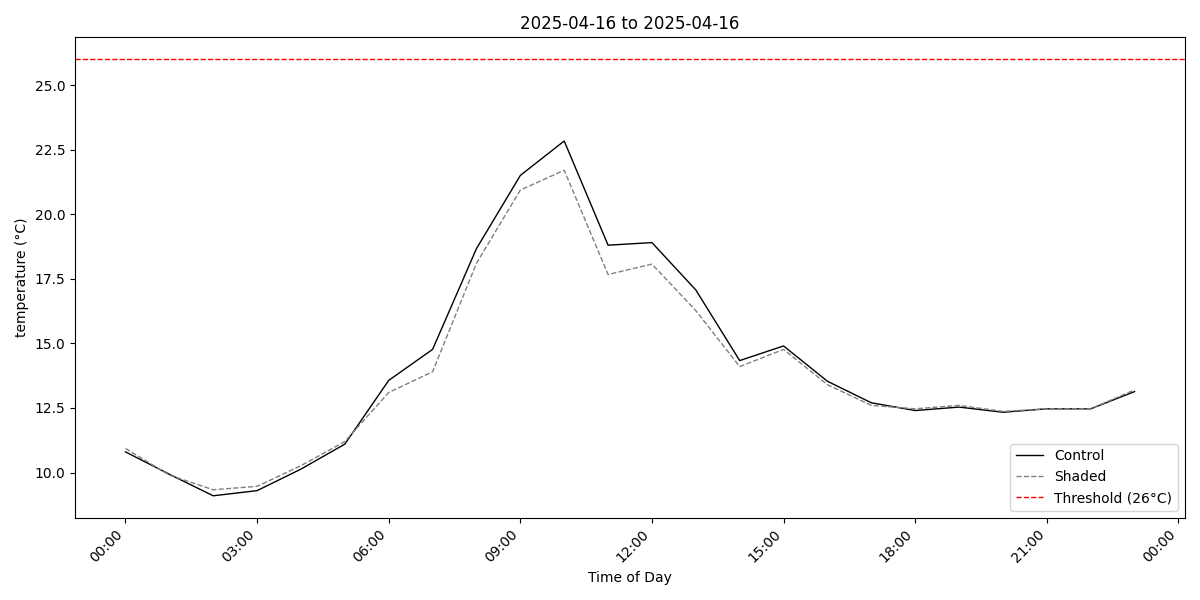 2025-04-16 to 2025-04-16
temperature (°C)
25.0
22.5
20.0
17.5
15.0
12.5
10.0
Control
Shaded
Threshold (26°C)
00:00
03:00
06:00
09:00
12:00
15:00
18:00
21:00
00:00
Time of Day